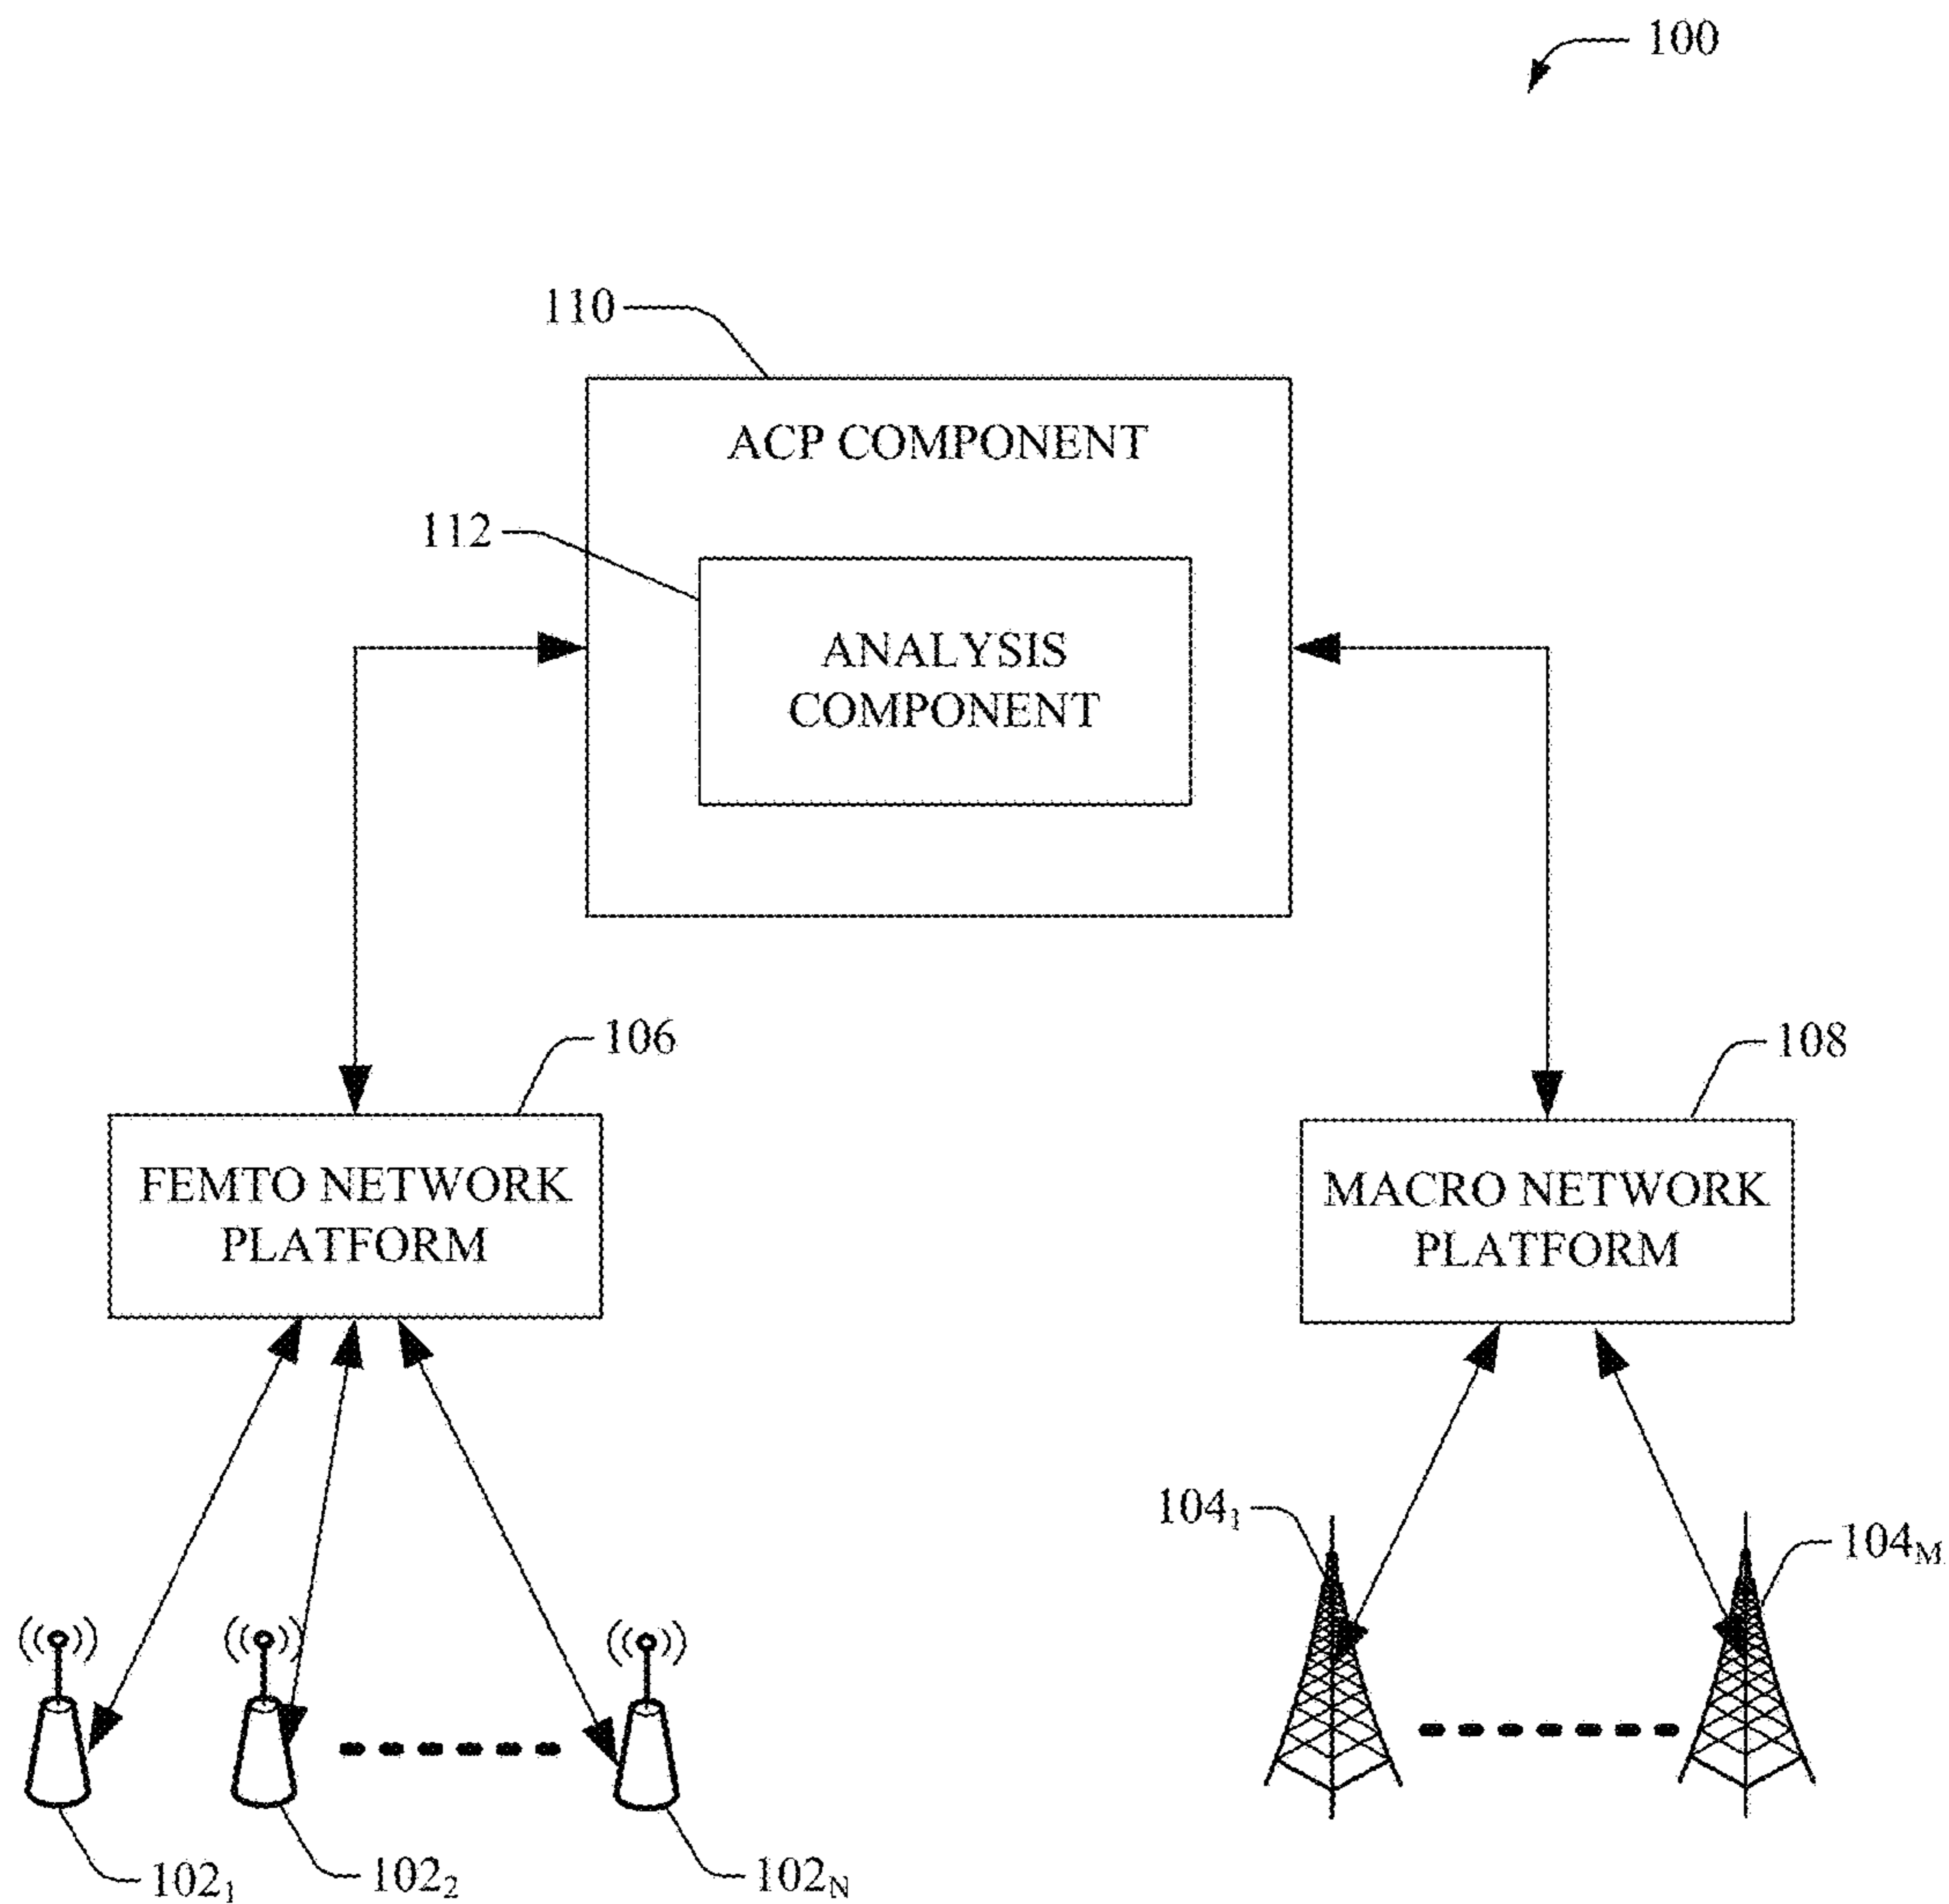 100
110
ACP COMPONENT
112
ANALYSIS
COMPONENT
106
108
FEMTO NETWORK
PLATFORM
MACRO NETWORK
PLATFORM
104₁
104M
102₁
102₂
102N